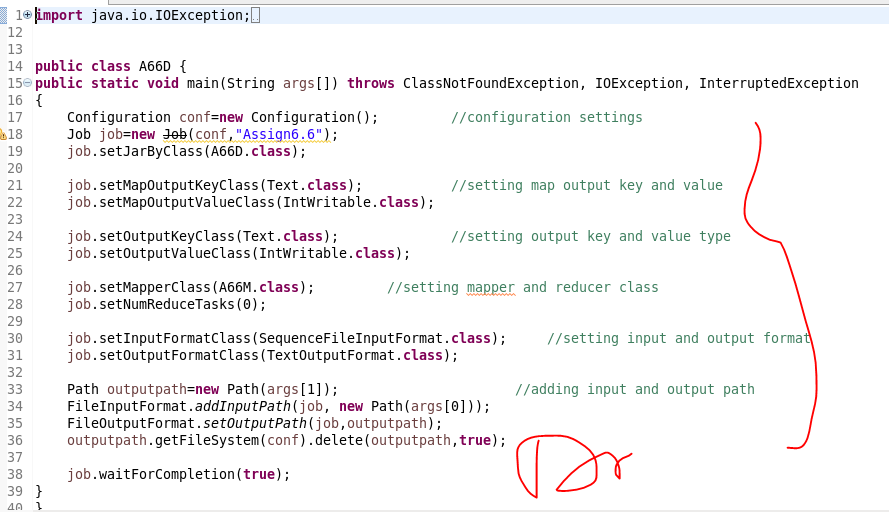 1 import java.io.IOException;
12
13
14 public class A66D {
15 public static void main(String args[]) throws ClassNotFoundException, IOException, InterruptedException
16 {
17 Configuration conf=new Configuration(); //configuration settings
18 Job job=new Job(conf,"Assign6.6");
19 job.setJarByClass(A66D.class);
20
21 job.setMapOutputKeyClass(Text.class); //setting map output key and value
22 job.setMapOutputValueClass(IntWritable.class);
23
24 job.setOutputKeyClass(Text.class); //setting output key and value type
25 job.setOutputValueClass(IntWritable.class);
26
27 job.setMapperClass(A66M.class); //setting mapper and reducer class
28 job.setNumReduceTasks(0);
29
30 job.setInputFormatClass(SequenceFileInputFormat.class); //setting input and output format
31 job.setOutputFormatClass(TextOutputFormat.class);
32
33 Path outputpath=new Path(args[1]); //adding input and output path
34 FileInputFormat.addInputPath(job, new Path(args[0]));
35 FileOutputFormat.setOutputPath(job,outputpath);
36 outputpath.getFileSystem(conf).delete(outputpath,true);
37
38 job.waitForCompletion(true);
39 }
40 }